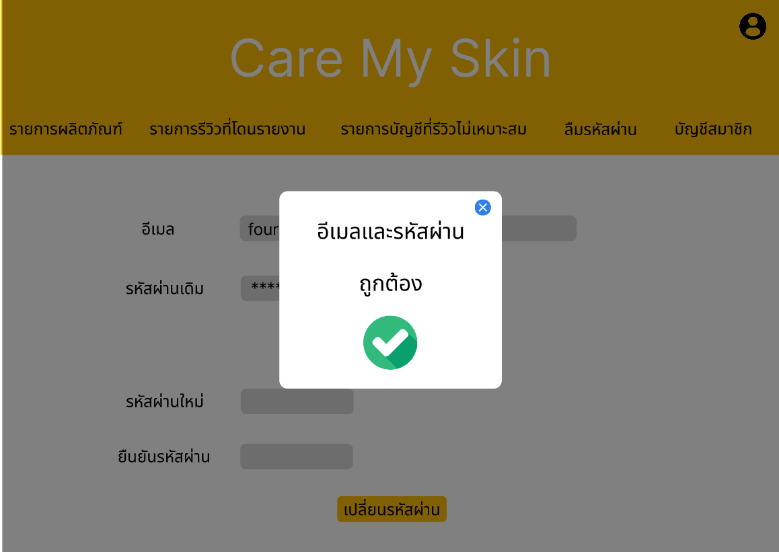 Care My Skin
รายการผลิตภัณฑ์ รายการรีวิวที่โดนรายงาน รายการบัญชีที่รีวิวไม่เหมาะสม ลืมรหัสผ่าน บัญชีสมาชิก
อีเมล four
อีเมลและรหัสผ่าน
ถูกต้อง
รหัสผ่านเดิม ****
รหัสผ่านใหม่
ยืนยันรหัสผ่าน
เปลี่ยนรหัสผ่าน